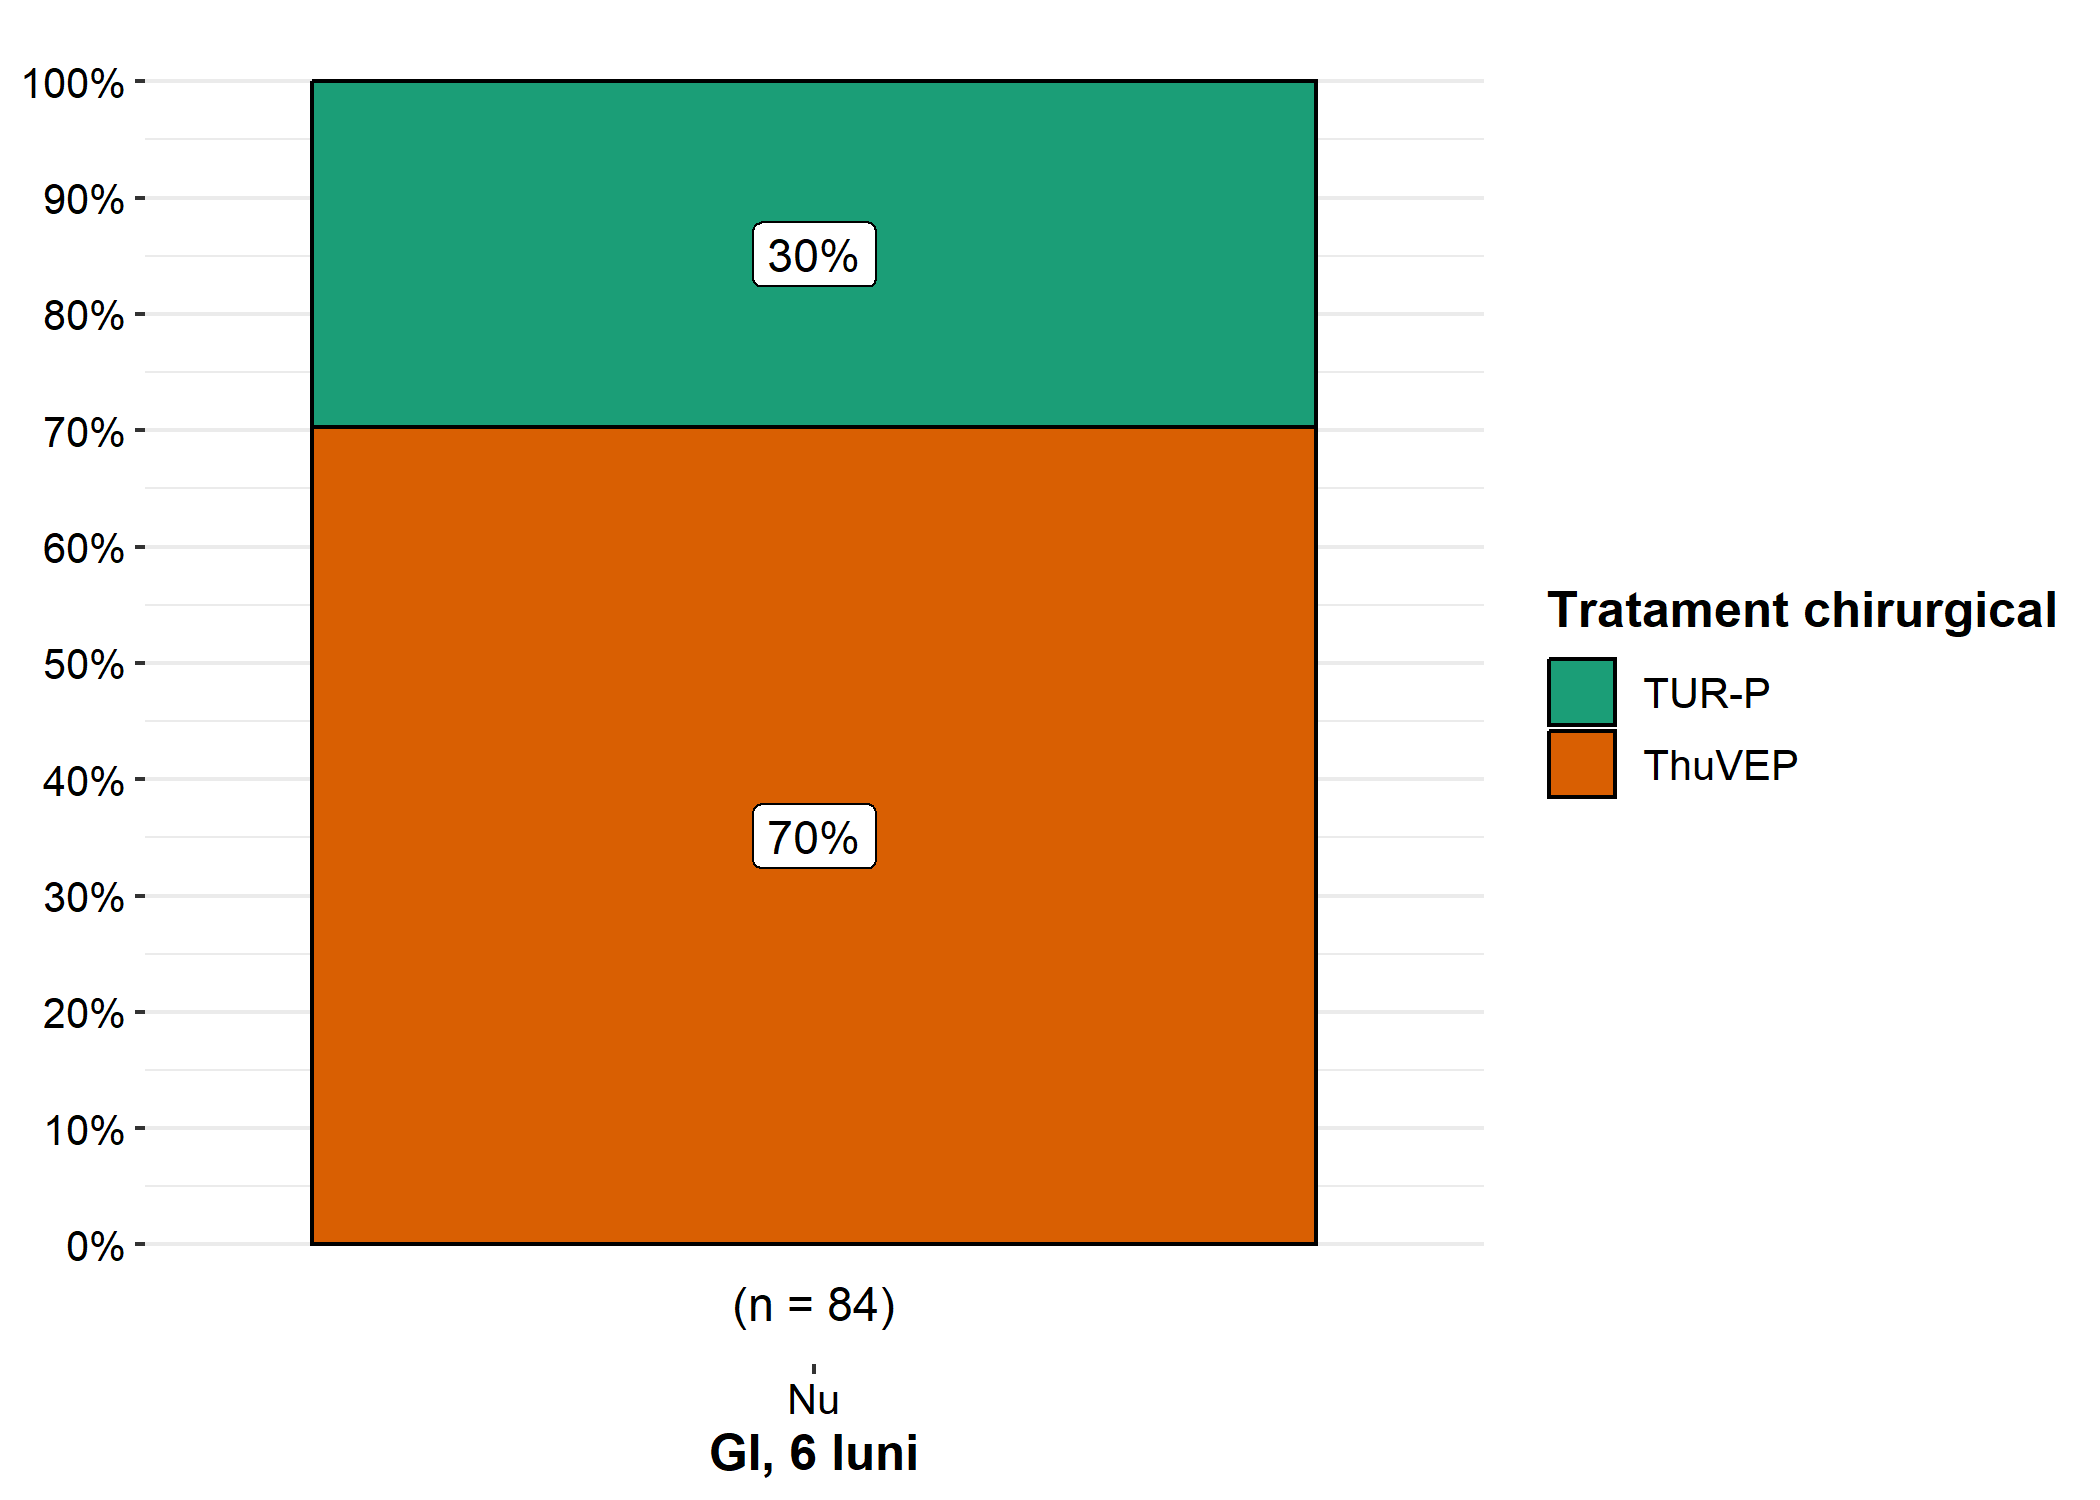 100%
90%
80%
70%
60%
50%
40%
30%
20%
10%
0%
30%
70%
(n = 84)
Nu
GI, 6 luni
Tratament chirurgical
TUR-P
ThuVEP